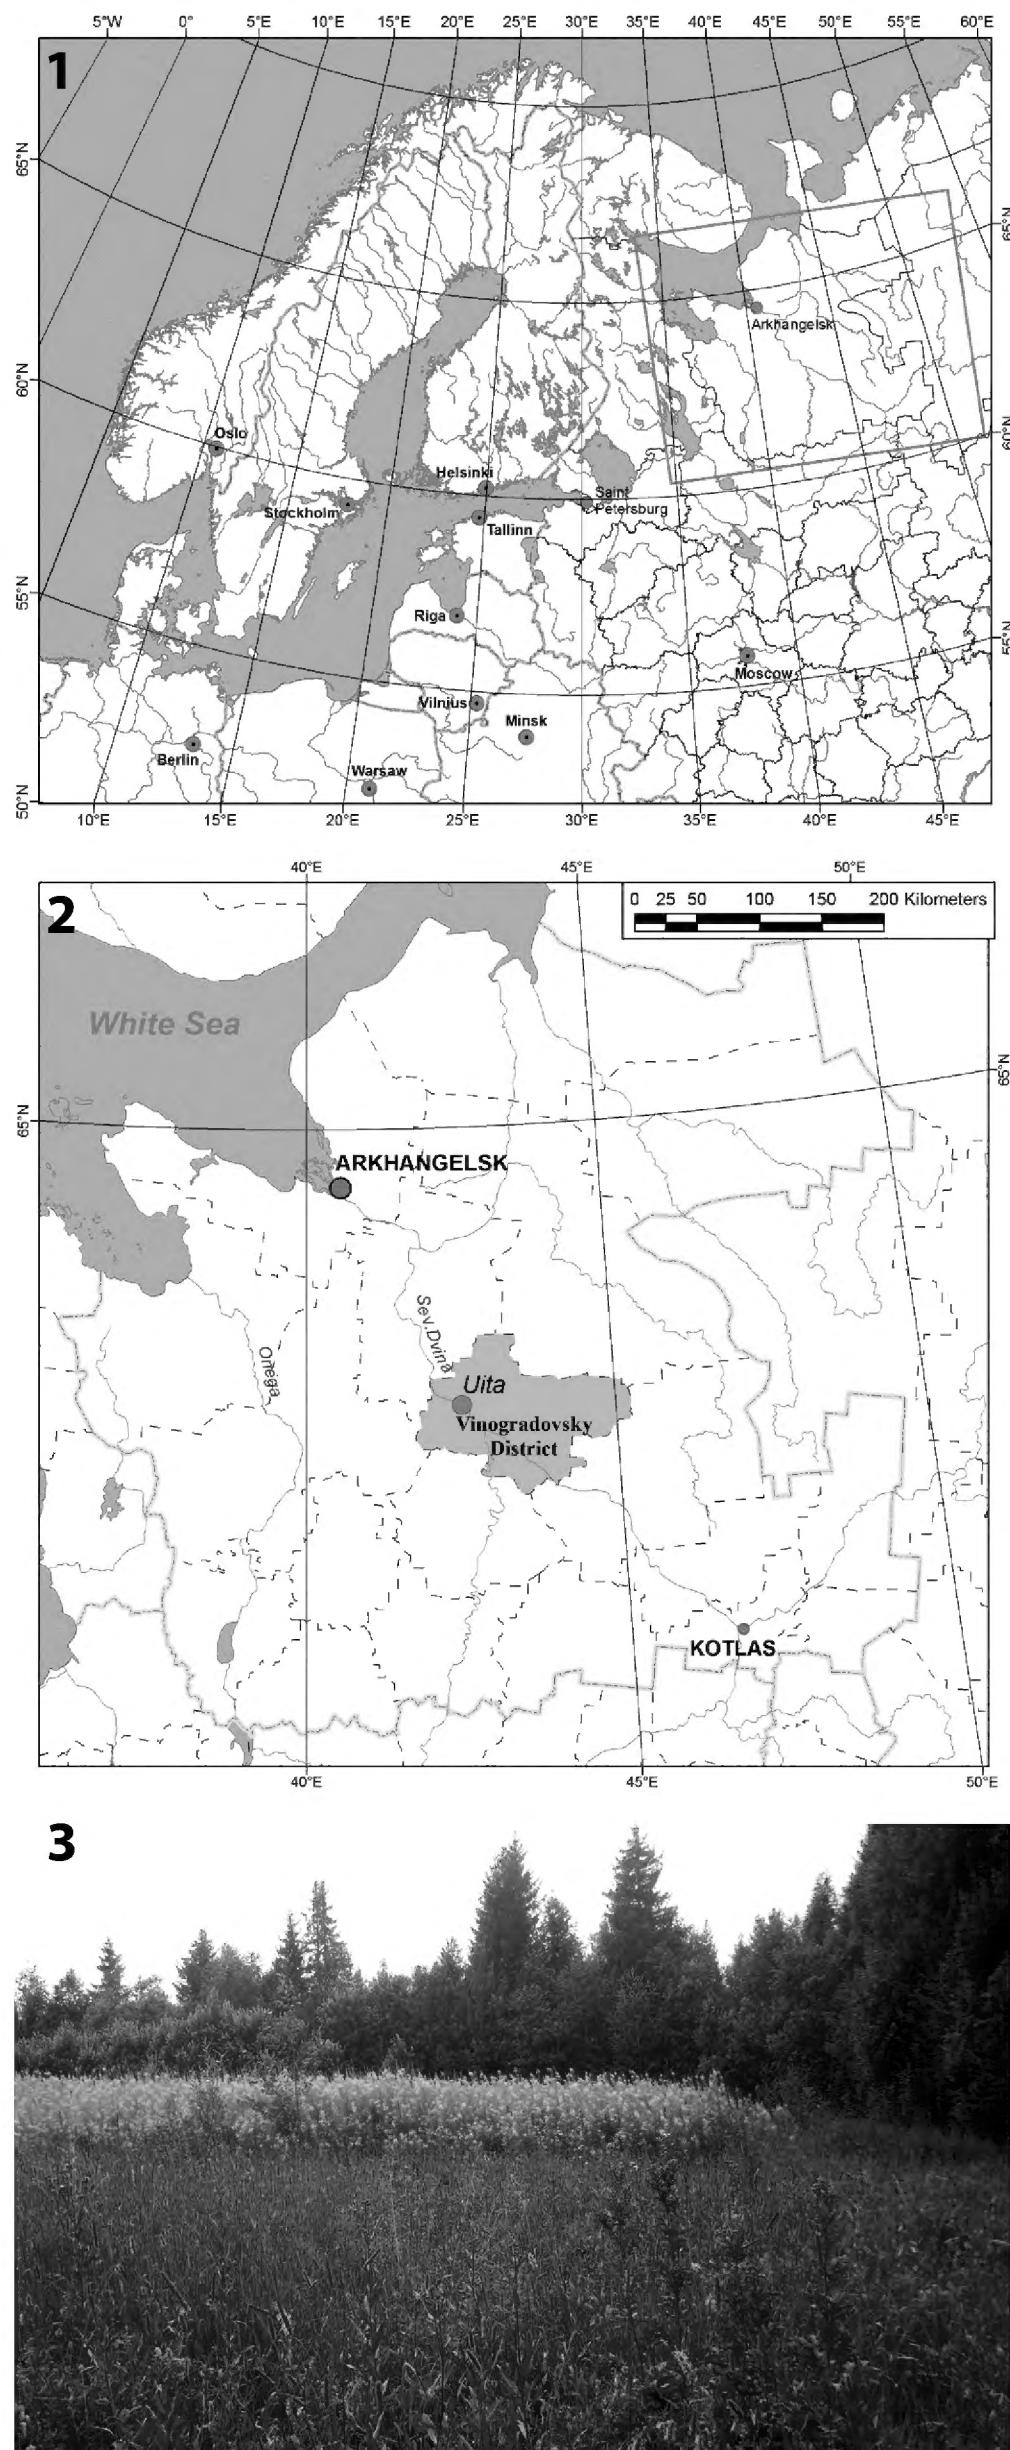 5°W 0° 5°E 10°E 15°E 20°E 25°E 30°E 35°E 40°E 45°E 50°E 55°E 60°E
1
65°N
65°N
Arkhangelsk
60°N
60°N
Oslo
Helsinki
Saint
Petersburg
Stockholm
Tallinn
55°N
Riga
55°N
Moscow
Vilnius
Minsk
Berlin
Warsaw
50°N
10°E 15°E 20°E 25°E 30°E 35°E 40°E 45°E
40°E 45°E 50°E
2
0 25 50 100 150 200 Kilometers
White Sea
65°N
65°N
ARKHANGELSK
Sev.Dvina
Onega
Uita
Vinogradovsky
District
KOTLAS
40°E 45°E 50°E
3